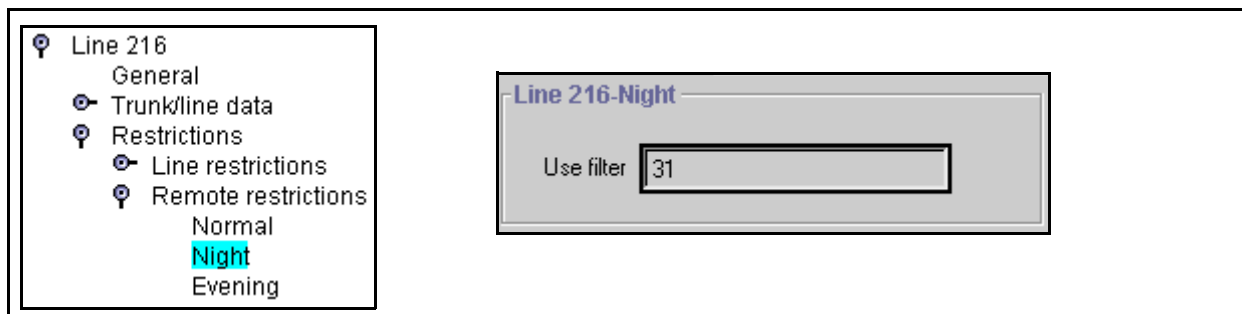 Line 216
General
Trunk/line data
Restrictions
Line restrictions
Remote restrictions
Normal
Night
Evening
Line 216-Night
Use filter 31